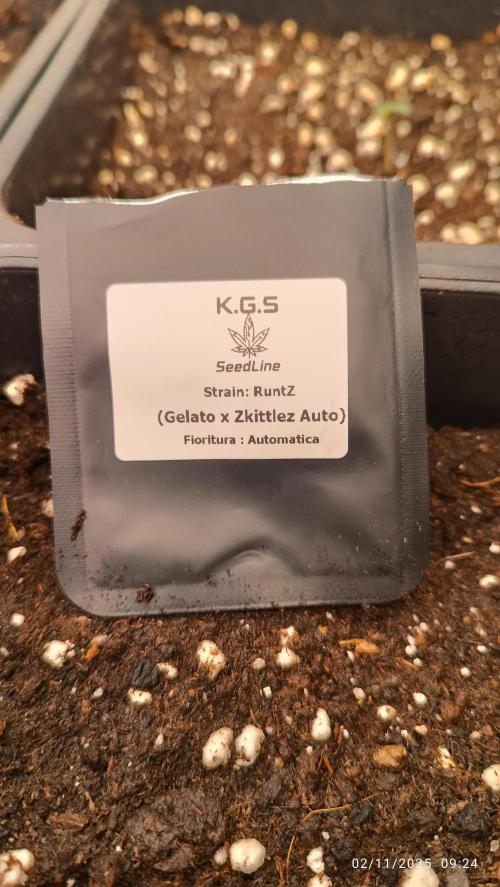 K.G.S
SeedLine
Strain: RuntZ
(Gelato x Zkittlez Auto)
Fioritura : Automatica
02/11/2025 09:24